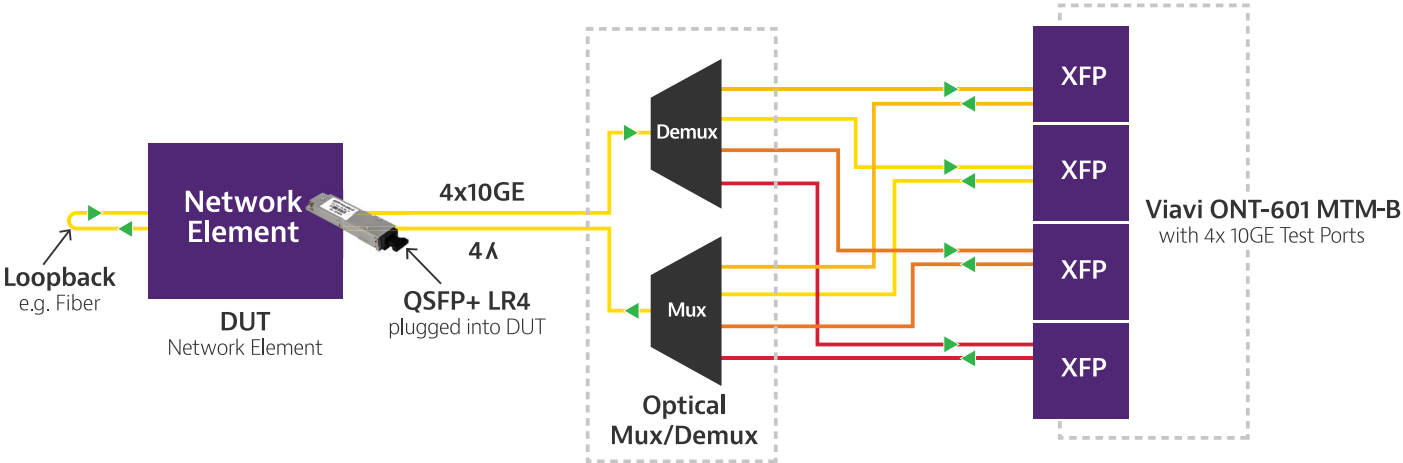 Network
Element
Loopback
e.g. Fiber
DUT
Network Element
4x10GE
4λ
QSFP+ LR4
plugged into DUT
Demux
Mux
Optical
Mux/Demux
XFP
XFP
XFP
XFP
Viavi ONT-601 MTM-B
with 4x 10GE Test Ports